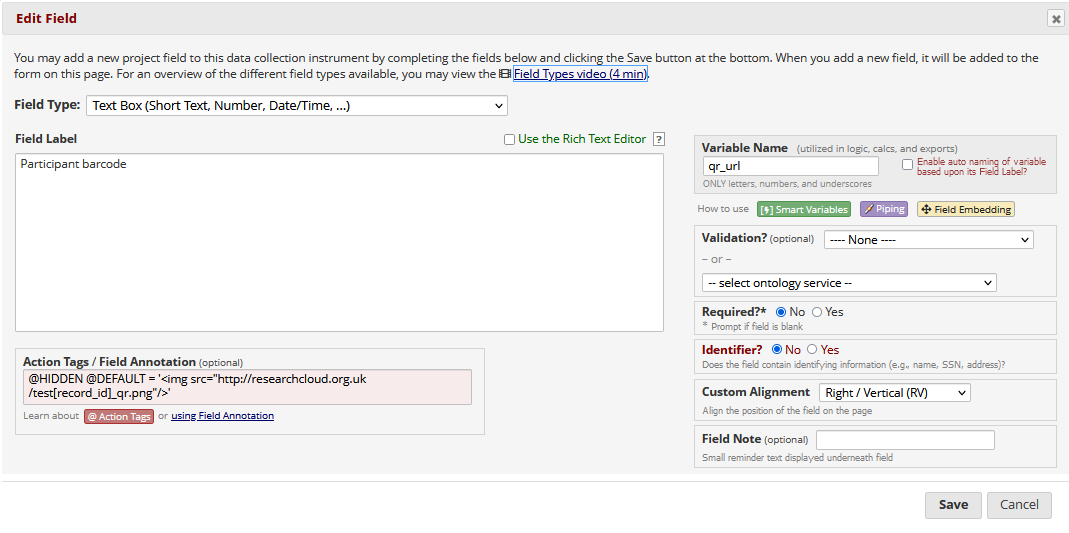 Edit Field
You may add a new project field to this data collection instrument by completing the fields below and clicking the Save button at the bottom. When you add a new field, it will be added to the
form on this page. For an overview of the different field types available, you may view the Field Types video (4 min).
Field Type: Text Box (Short Text, Number, Date/Time, ...)
Field Label
Use the Rich Text Editor ?
Participant barcode
Action Tags / Field Annotation (optional)
@HIDDEN @DEFAULT = '<img src="http://researchcloud.org.uk
/test[record_id]_qr.png"/>'
Learn about @ Action Tags or using Field Annotation
Variable Name (utilized in logic, calcs, and exports)
qr_url
Enable auto naming of variable
based upon its Field Label?
ONLY letters, numbers, and underscores
How to use Smart Variables Piping Field Embedding
Validation? (optional) ---- None ----
– or –
-- select ontology service --
Required?* No Yes
* Prompt if field is blank
Identifier? No Yes
Does the field contain identifying information (e.g., name, SSN, address)?
Custom Alignment Right / Vertical (RV)
Align the position of the field on the page
Field Note (optional)
Small reminder text displayed underneath field
Save Cancel